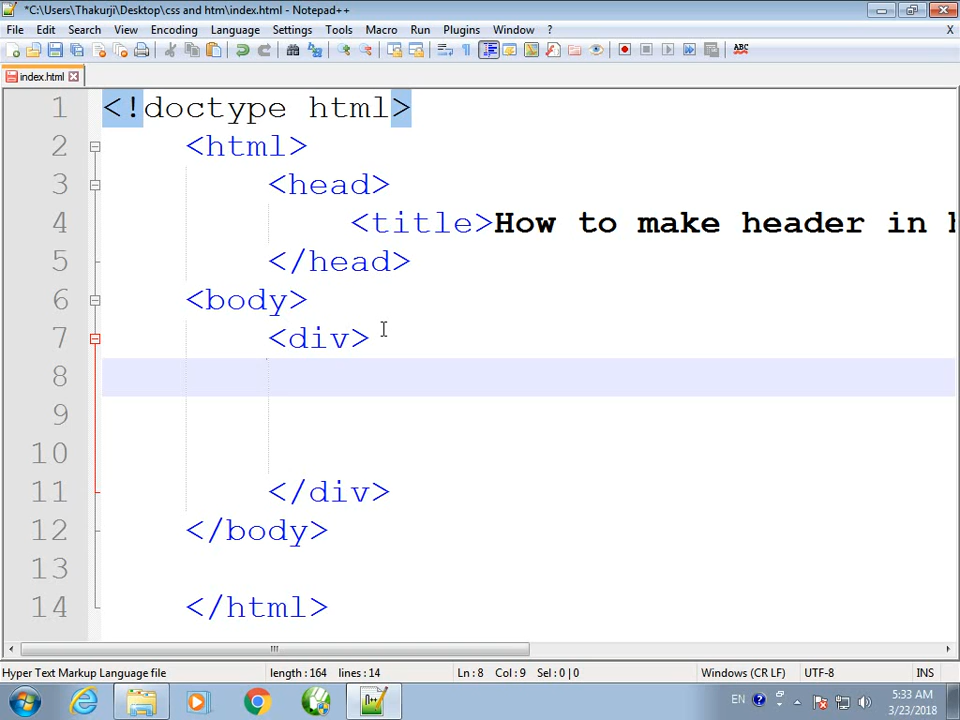 *C:\Users\Thakurji\Desktop\css and htm\index.html - Notepad++
File Edit Search View Encoding Language Settings Tools Macro Run Plugins Window ? X
ABC
index.html
1 <!doctype html>
2 <html>
3 <head>
4 <title>How to make header in
5 </head>
6 <body>
7 <div>
8
9
10
11 </div>
12 </body>
13
14 </html>
Hyper Text Markup Language file length : 164 lines : 14 Ln : 8 Col : 9 Sel : 0 | 0 Windows (CR LF) UTF-8 INS
EN 5:33 AM
3/23/2018